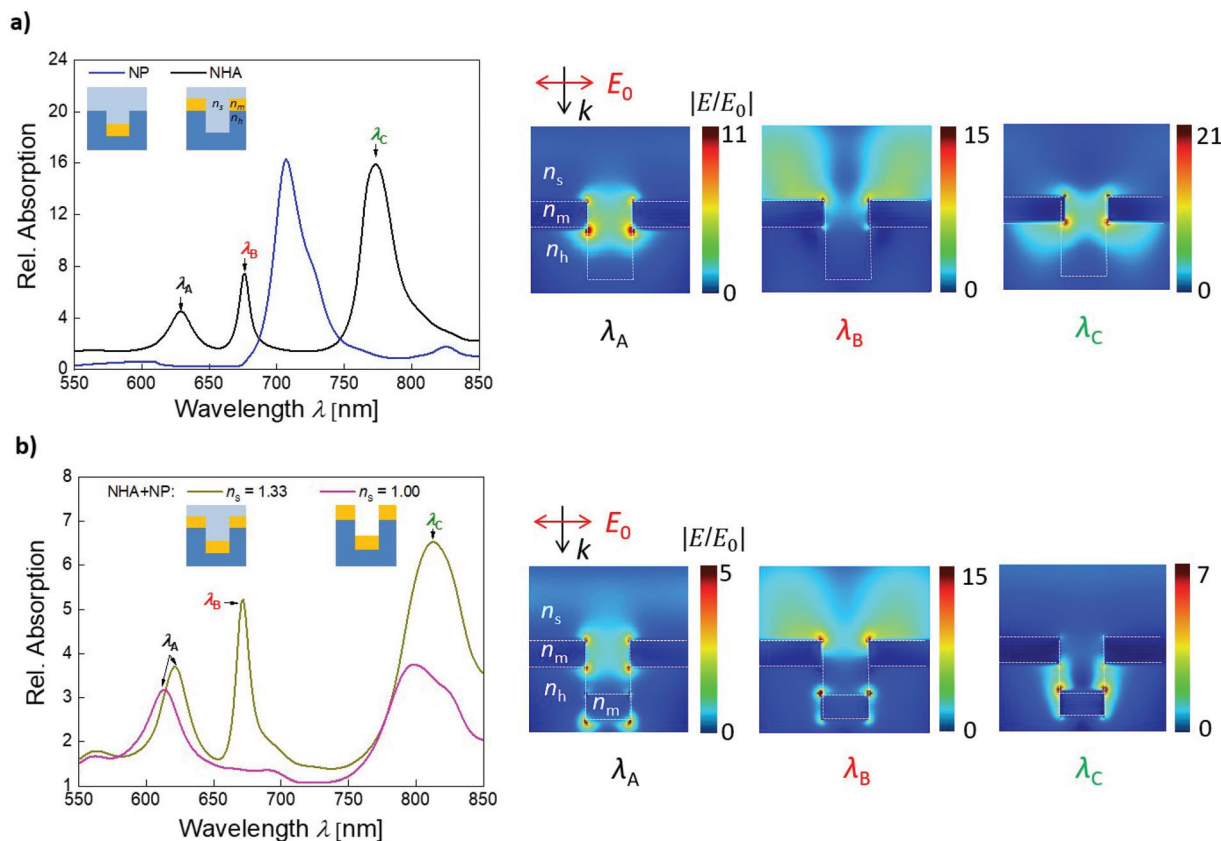 a)
24
20
16
12
8
4
0
Rel. Absorption
NP NHA
n_s n_m
n_h
λ_A
λ_B
λ_C
550 600 650 700 750 800 850
Wavelength λ [nm]
E₀
k
|E/E₀|
11
0
15
0
21
0
n_s
n_m
n_h
λ_A
λ_B
λ_C
b)
8
7
6
5
4
3
2
1
Rel. Absorption
NHA+NP: n_s = 1.33 n_s = 1.00
λ_A
λ_B
λ_C
550 600 650 700 750 800 850
Wavelength λ [nm]
E₀
k
|E/E₀|
5
0
15
0
7
0
n_s
n_m
n_h
n_m
λ_A
λ_B
λ_C